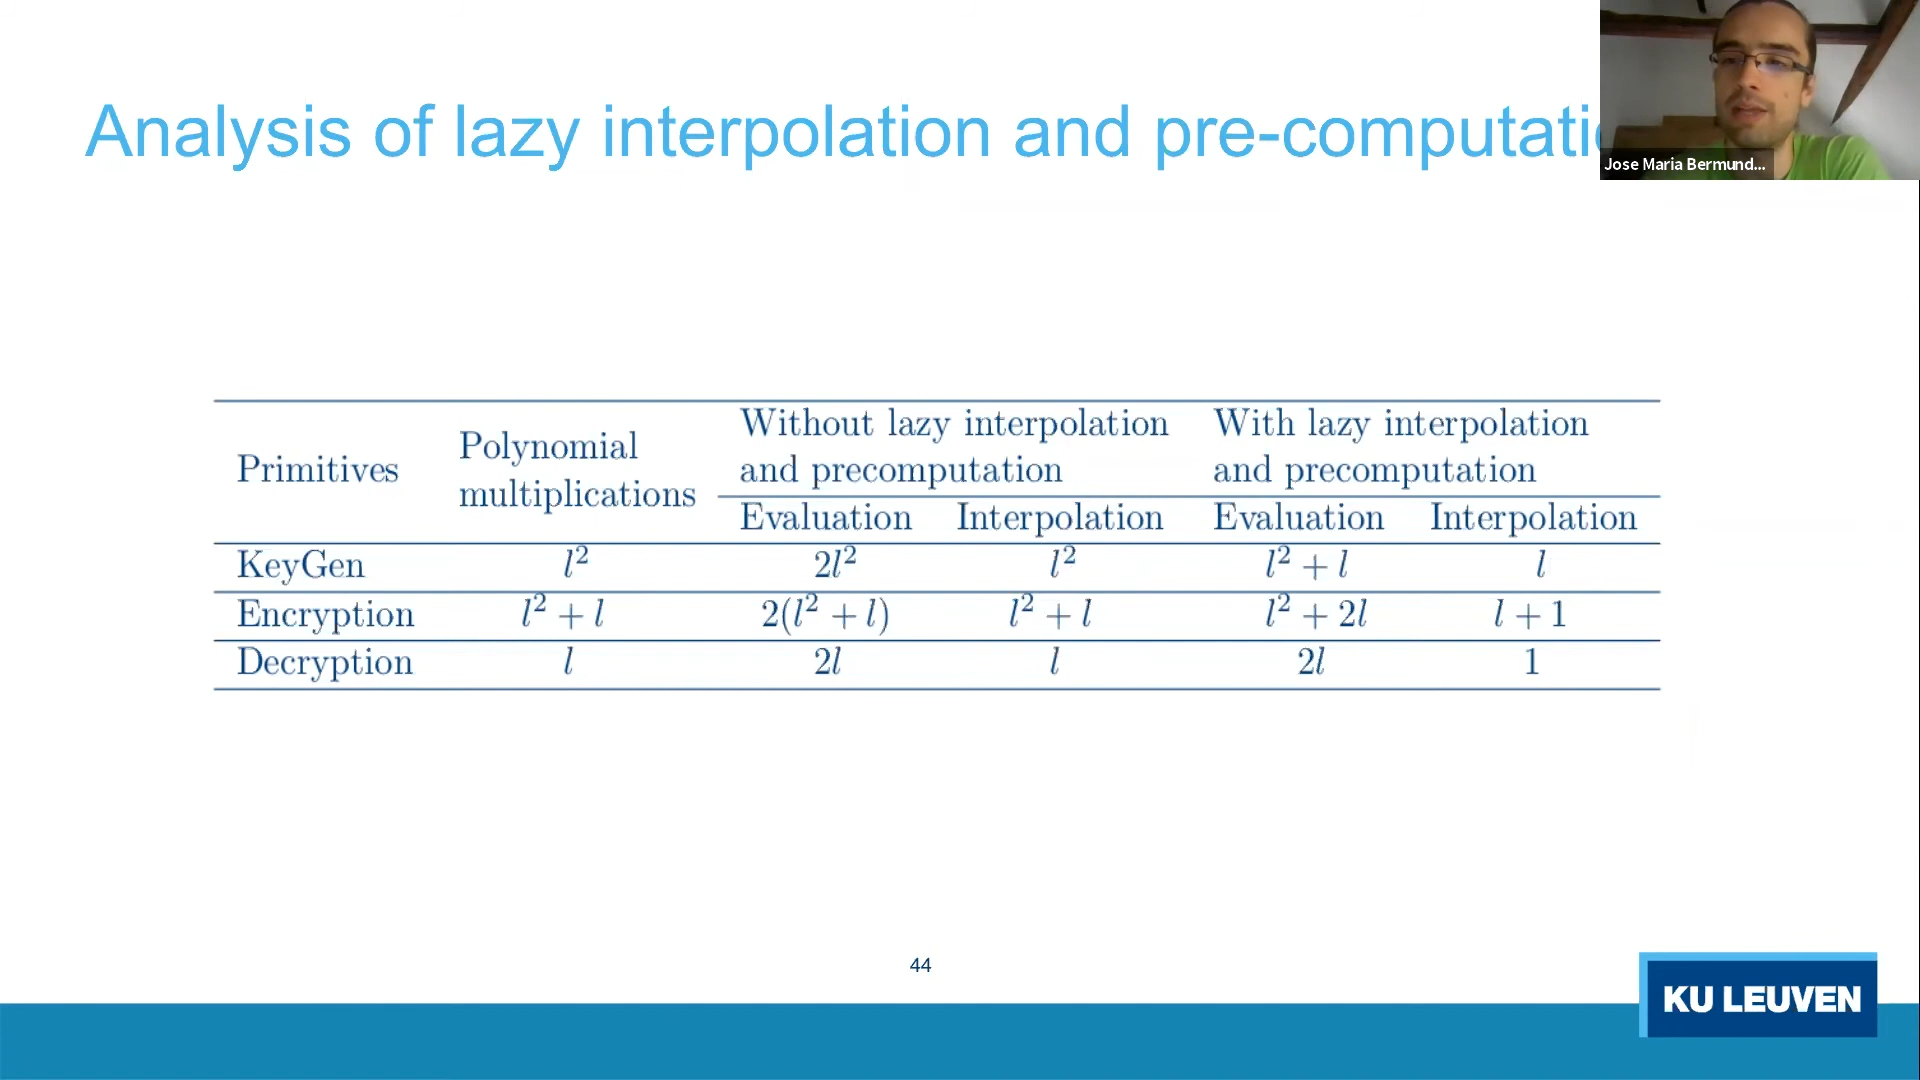 Analysis of lazy interpolation and pre-computati
Jose Maria Bermund...
Primitives Polynomial multiplications Without lazy interpolation and precomputation With lazy interpolation and precomputation
Evaluation Interpolation Evaluation Interpolation
KeyGen l² 2l² l² l² + l l
Encryption l² + l 2(l² + l) l² + l l² + 2l l + 1
Decryption l 2l l 2l 1
44
KU LEUVEN